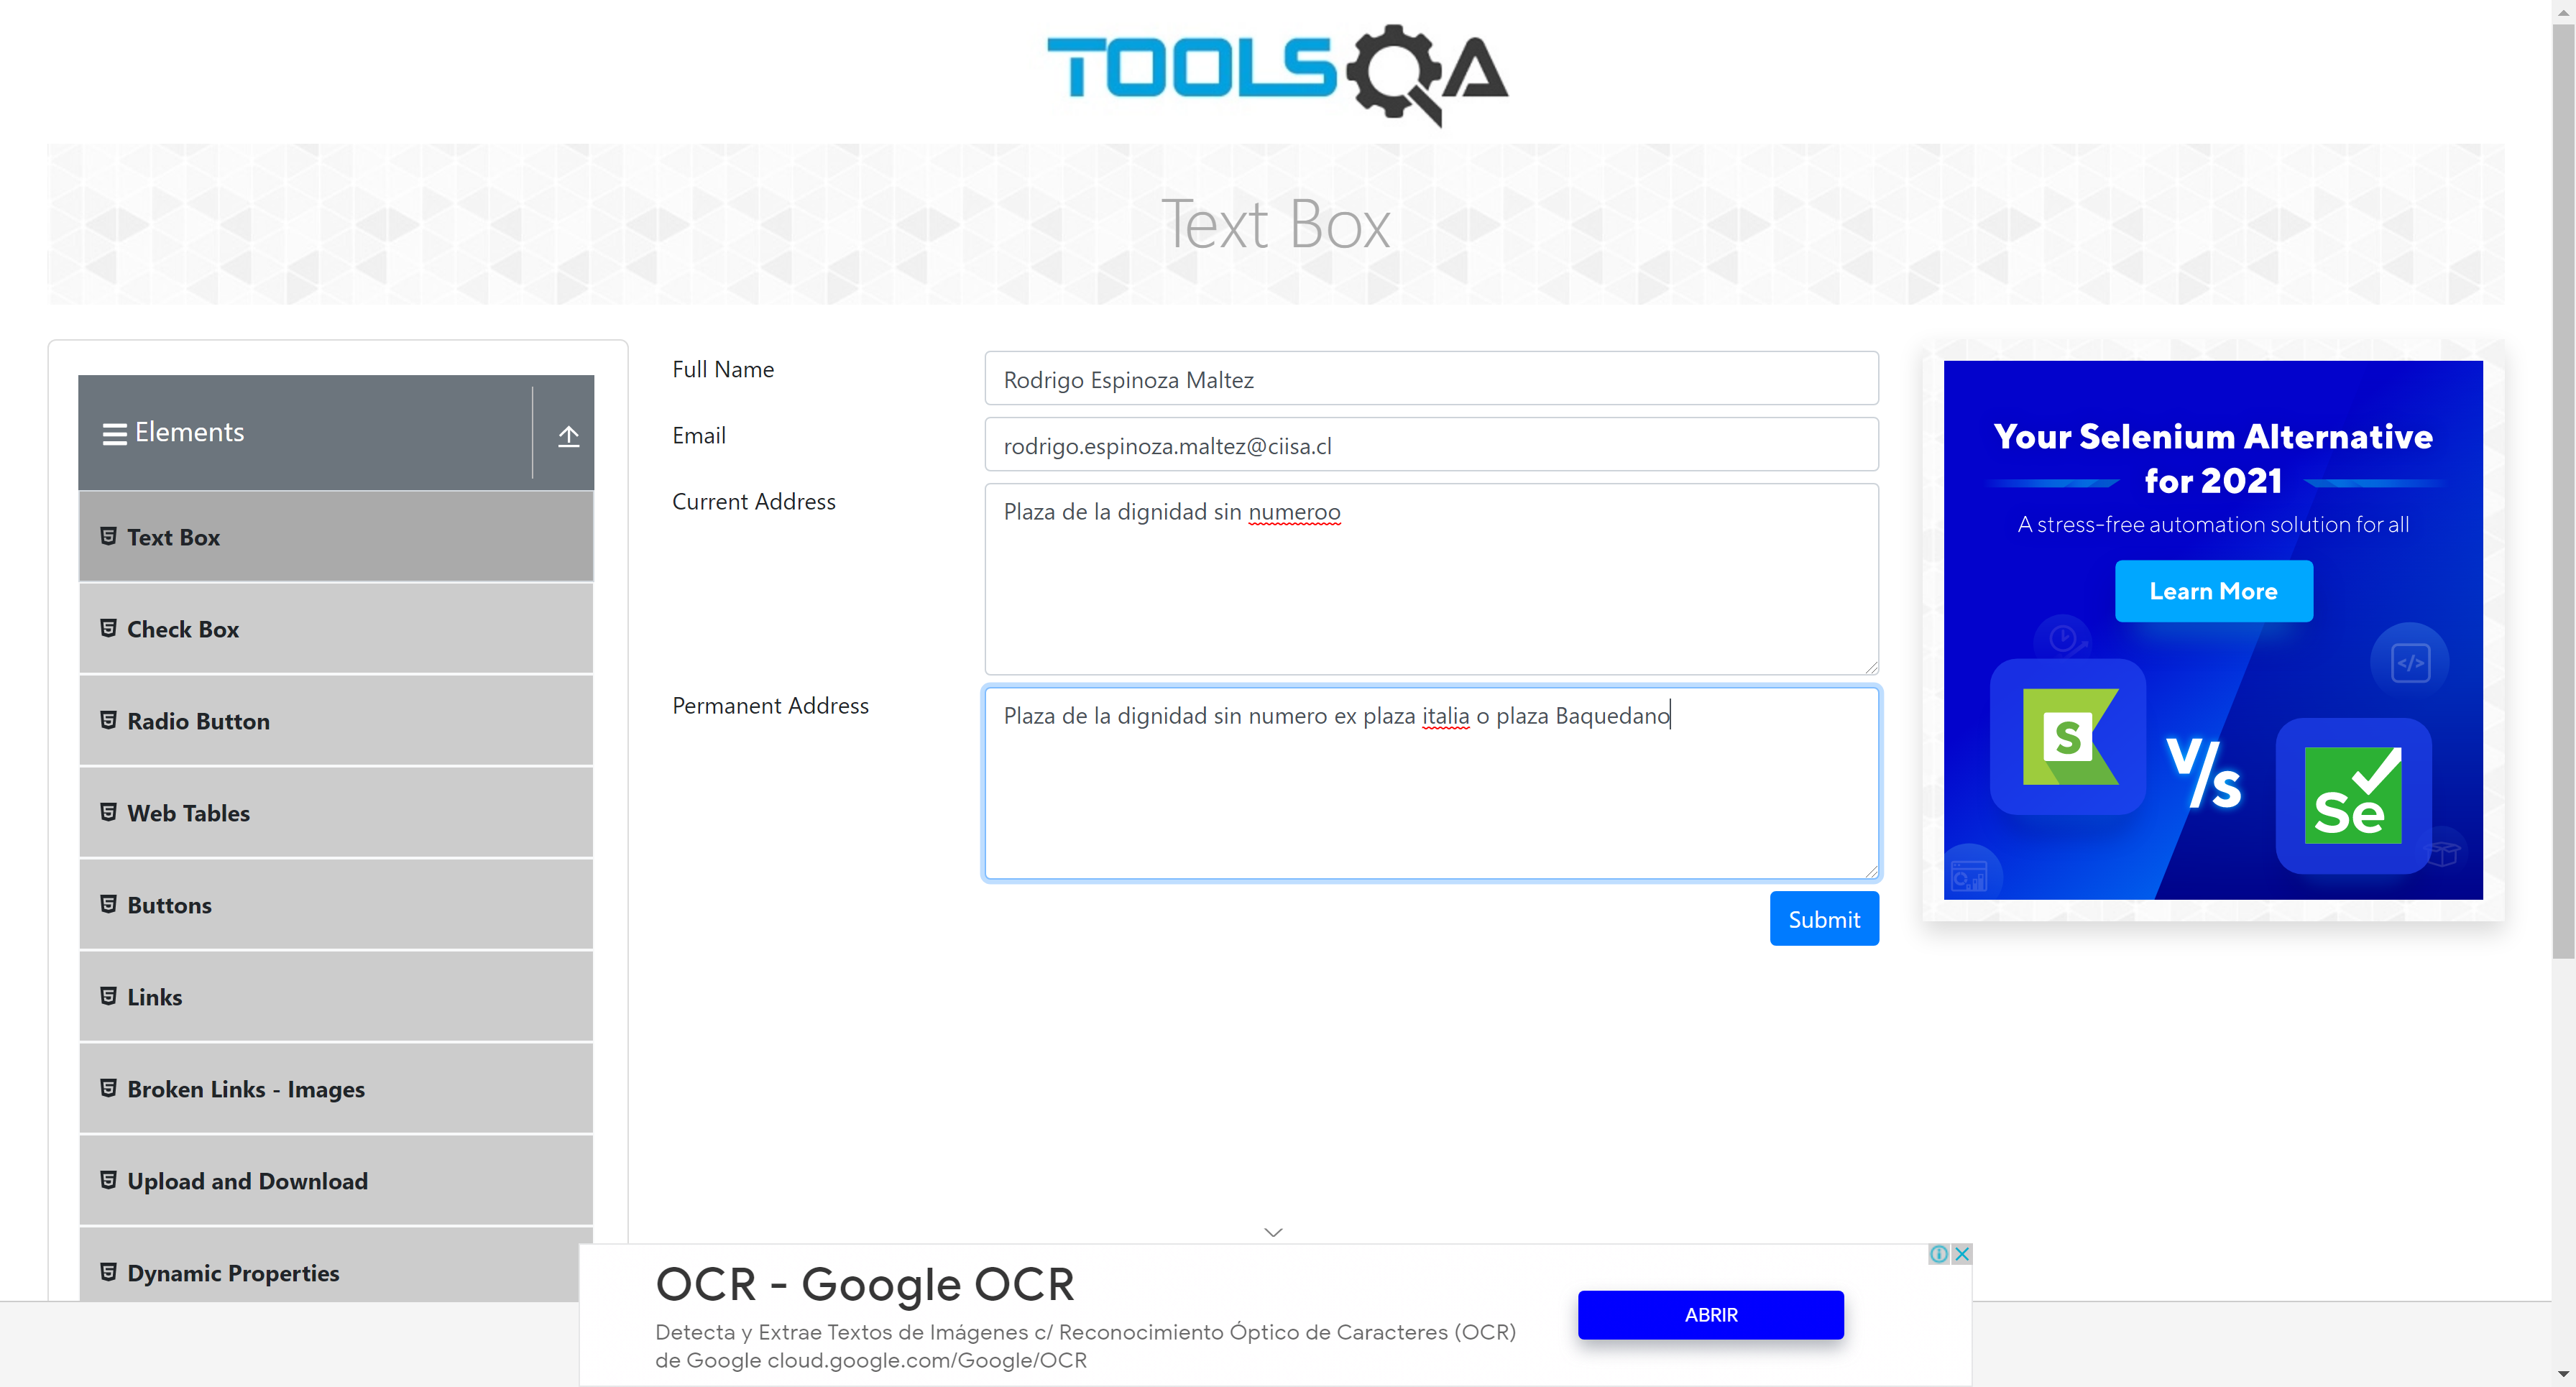 TOOLSQA
Text Box
Elements
Text Box
Check Box
Radio Button
Web Tables
Buttons
Links
Broken Links - Images
Upload and Download
Dynamic Properties
Full Name
Rodrigo Espinoza Maltez
Email
rodrigo.espinoza.maltez@ciisa.cl
Current Address
Plaza de la dignidad sin numeroo
Permanent Address
Plaza de la dignidad sin numero ex plaza italia o plaza Baquedano
Submit
Your Selenium Alternative
for 2021
A stress-free automation solution for all
Learn More
</>
S
V/s
Se
OCR - Google OCR
Detecta y Extrae Textos de Imágenes c/ Reconocimiento Óptico de Caracteres (OCR)
de Google cloud.google.com/Google/OCR
ABRIR